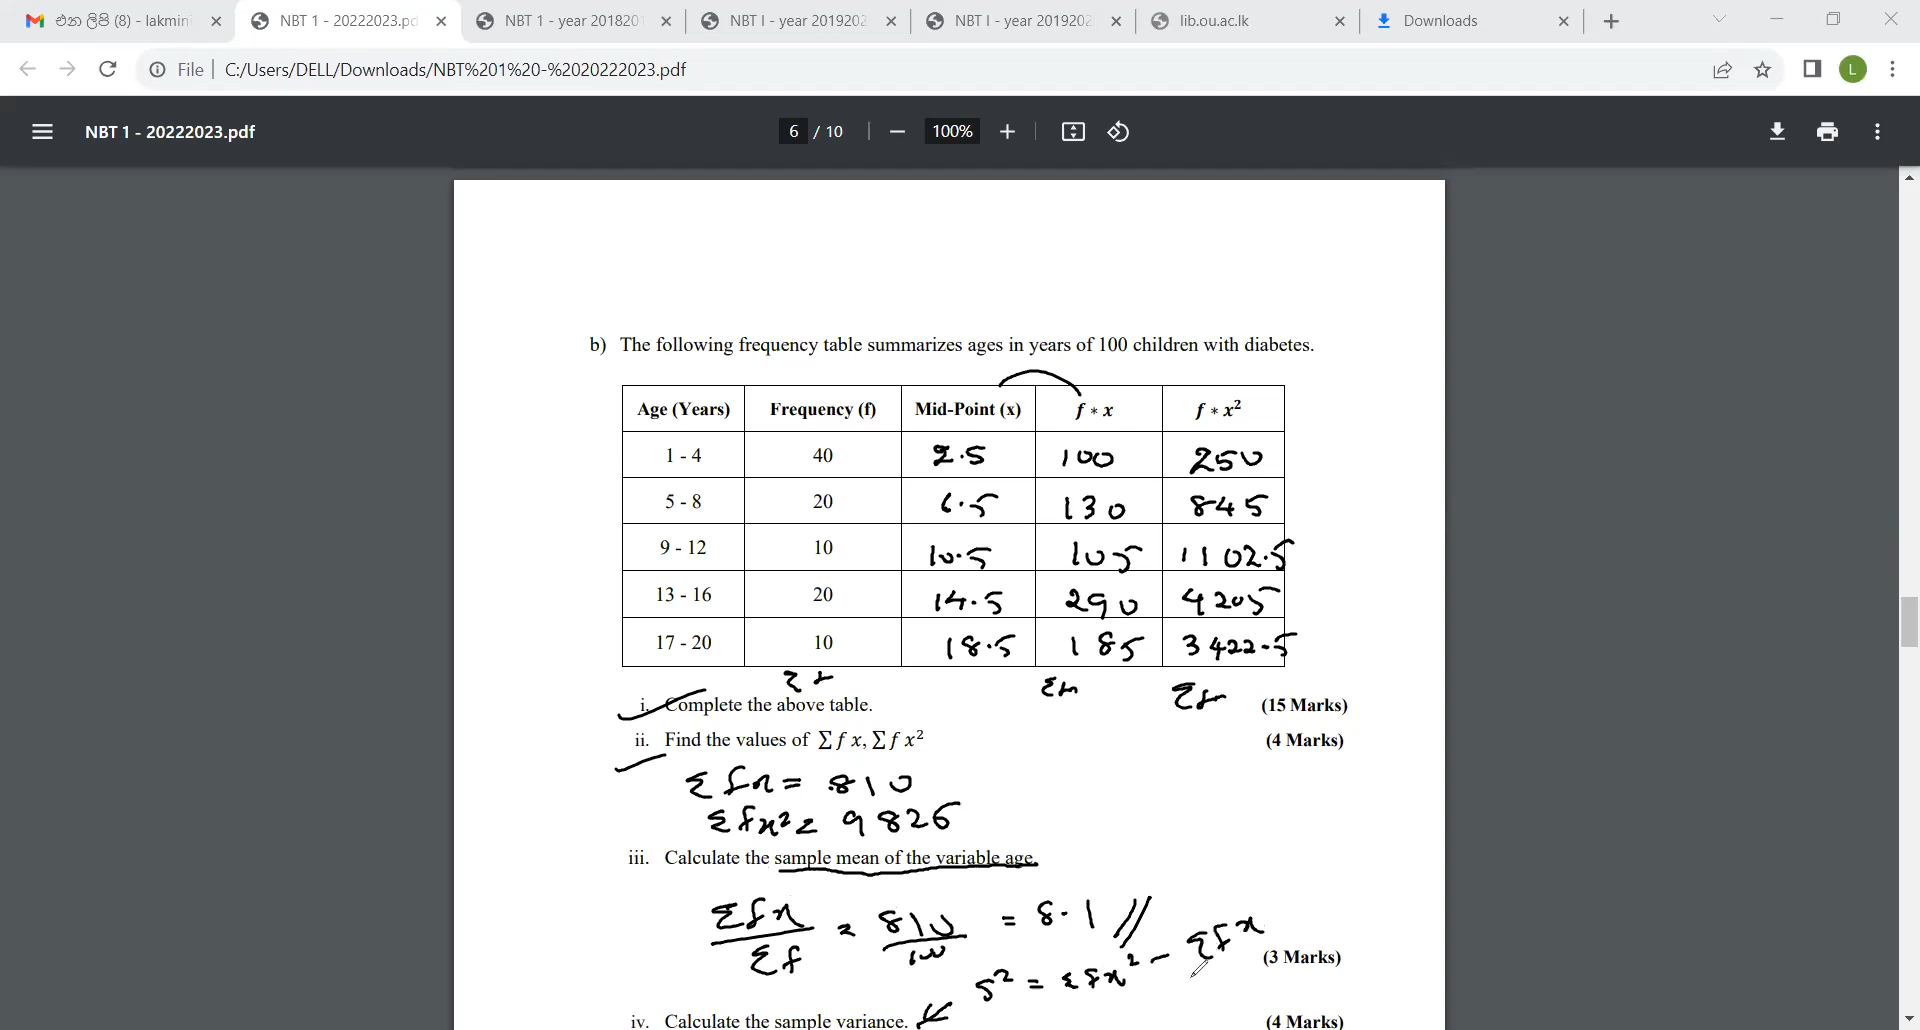 එන ලිපි (8) - lakmini
NBT 1 - 20222023.pd
NBT 1 - year 201820
NBT I - year 201920
NBT I - year 201920
lib.ou.ac.lk
Downloads
File | C:/Users/DELL/Downloads/NBT%201%20-%2020222023.pdf
L
NBT 1 - 20222023.pdf
6 / 10
100%
b) The following frequency table summarizes ages in years of 100 children with diabetes.
Age (Years) Frequency (f) Mid-Point (x) f * x f * x²
1 - 4 40 2.5 100 250
5 - 8 20 6.5 130 845
9 - 12 10 10.5 105 1102.5
13 - 16 20 14.5 290 4205
17 - 20 10 18.5 185 3422.5
Σf
i. Complete the above table. (15 Marks)
ii. Find the values of ∑f x, ∑f x² (4 Marks)
Σfx = 810
Σfx² = 9825
iii. Calculate the sample mean of the variable age.
Σfx / Σf = 810 / 100 = 8.1 //
(3 Marks)
S² = Σfx² - Σfx
iv. Calculate the sample variance. (4 Marks)